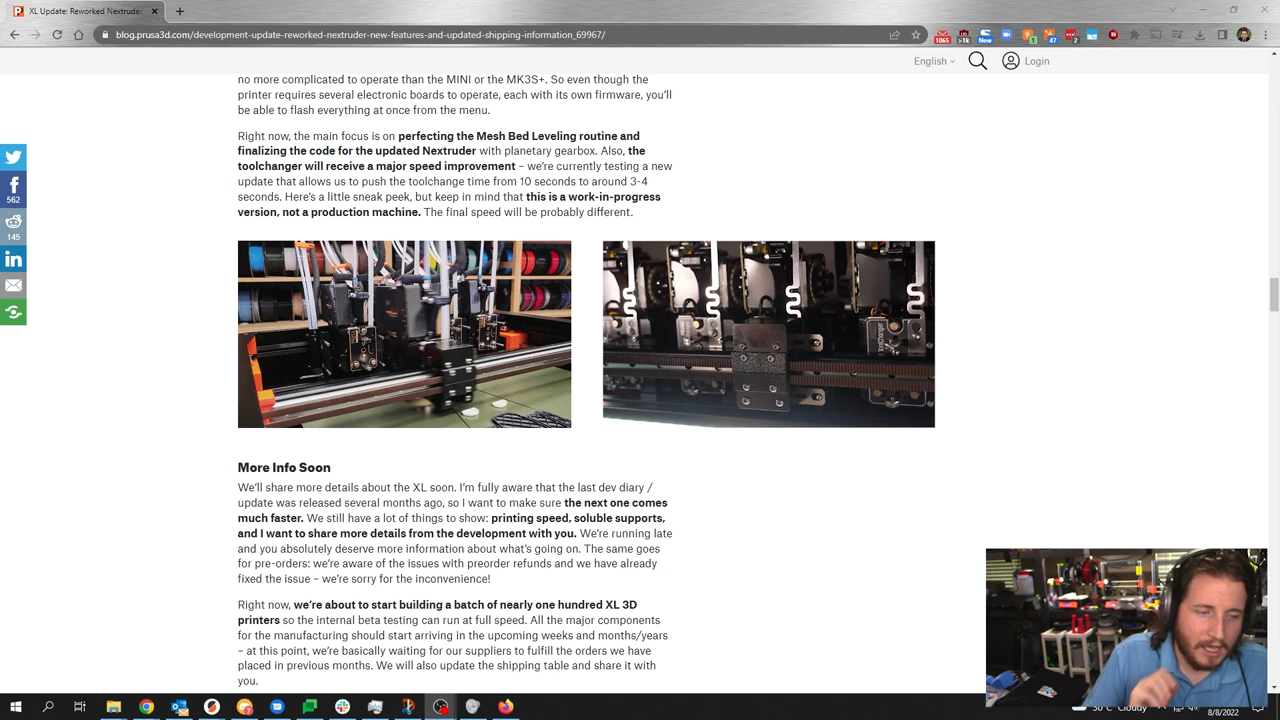 XL Update: Reworked Nextruder
blog.prusa3d.com/development-update-reworked-nextruder-new-features-and-updated-shipping-information_69967/
English
Login
no more complicated to operate than the MINI or the MK3S+. So even though the
printer requires several electronic boards to operate, each with its own firmware, you'll
be able to flash everything at once from the menu.
Right now, the main focus is on perfecting the Mesh Bed Leveling routine and
finalizing the code for the updated Nextruder with planetary gearbox. Also, the
toolchanger will receive a major speed improvement – we're currently testing a new
update that allows us to push the toolchange time from 10 seconds to around 3-4
seconds. Here's a little sneak peek, but keep in mind that this is a work-in-progress
version, not a production machine. The final speed will be probably different.
562
145
More Info Soon
We'll share more details about the XL soon. I'm fully aware that the last dev diary /
update was released several months ago, so I want to make sure the next one comes
much faster. We still have a lot of things to show: printing speed, soluble supports,
and I want to share more details from the development with you. We're running late
and you absolutely deserve more information about what's going on. The same goes
for pre-orders: we're aware of the issues with preorder refunds and we have already
fixed the issue – we're sorry for the inconvenience!
Right now, we're about to start building a batch of nearly one hundred XL 3D
printers so the internal beta testing can run at full speed. All the major components
for the manufacturing should start arriving in the upcoming weeks and months/years
– at this point, we're basically waiting for our suppliers to fulfill the orders we have
placed in previous months. We will also update the shipping table and share it with
you.
30°C Cloudy
8/8/2022